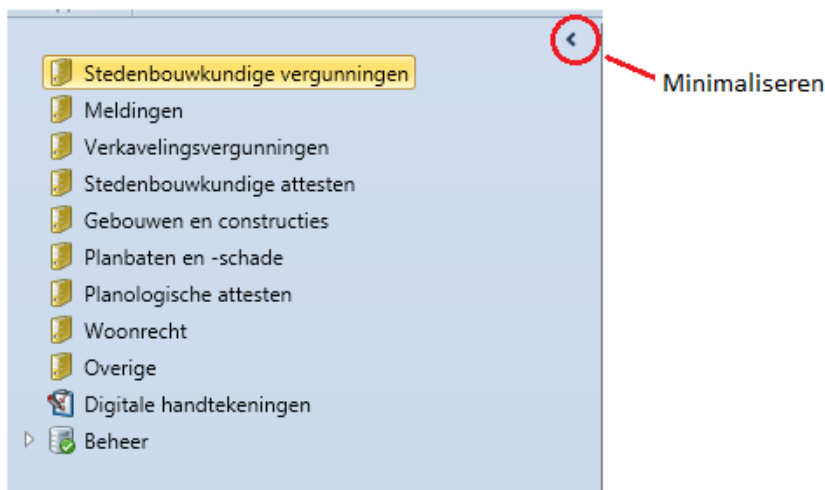 Stedenbouwkundige vergunningen
Minimaliseren
Meldingen
Verkavelingsvergunningen
Stedenbouwkundige attesten
Gebouwen en constructies
Planbaten en -schade
Planologische attesten
Woonrecht
Overige
Digitale handtekeningen
Beheer